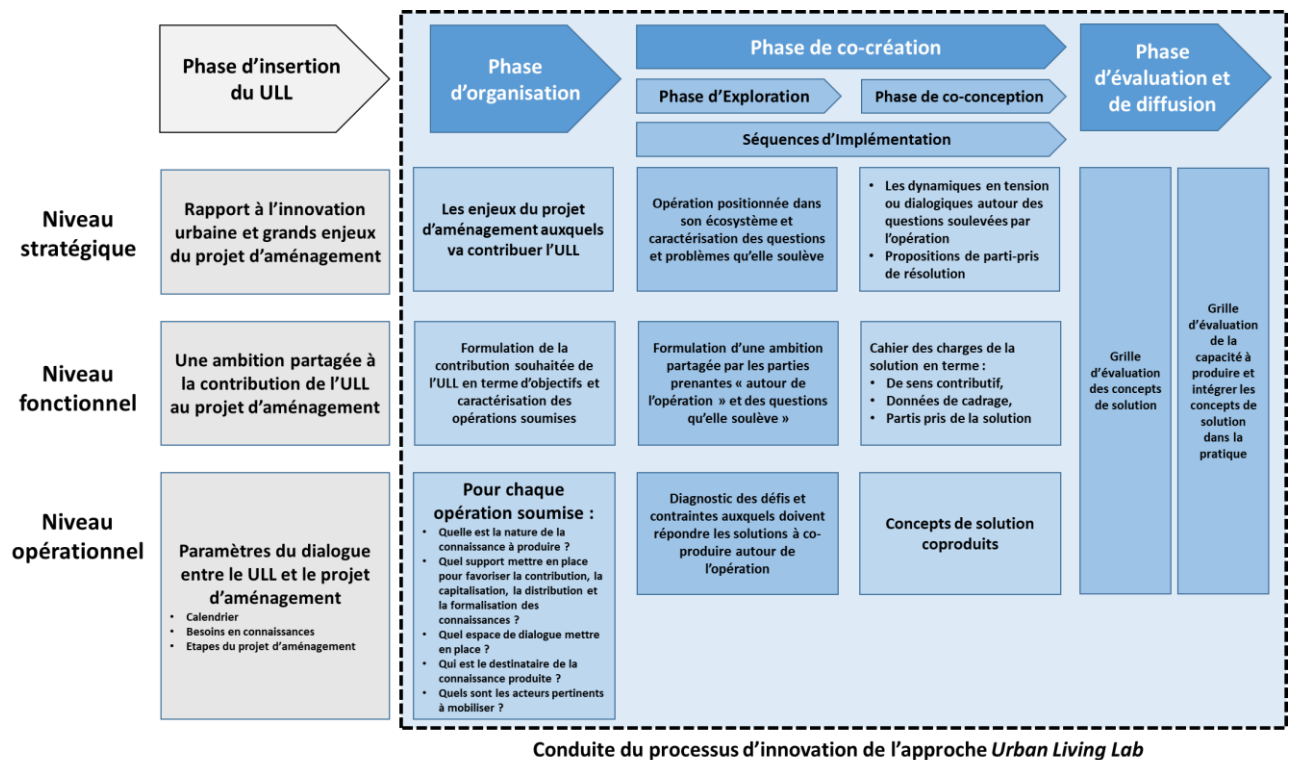 Phase d'insertion
du ULL
Phase
d'organisation
Phase de co-création
Phase d'Exploration
Phase de co-conception
Séquences d'Implémentation
Phase
d'évaluation et
de diffusion
Niveau
stratégique
Rapport à l'innovation
urbaine et grands enjeux
du projet d'aménagement
Les enjeux du projet
d'aménagement auxquels
va contribuer l'ULL
Opération positionnée dans
son écosystème et
caractérisation des questions
et problèmes qu'elle soulève
• Les dynamiques en tension
ou dialogiques autour des
questions soulevées par
l'opération
• Propositions de parti-pris
de résolution
Niveau
fonctionnel
Une ambition partagée à
la contribution de l'ULL
au projet d'aménagement
Formulation de la
contribution souhaitée de
l'ULL en terme d'objectifs et
caractérisation des
opérations soumises
Formulation d'une ambition
partagée par les parties
prenantes « autour de
l'opération » et des questions
qu'elle soulève »
Cahier des charges de la
solution en terme :
• De sens contributif,
• Données de cadrage,
• Partis pris de la solution
Grille
d'évaluation
des concepts
de solution
Grille
d'évaluation
de la
capacité à
produire et
intégrer les
concepts de
solution
dans la
pratique
Niveau
opérationnel
Paramètres du dialogue
entre le ULL et le projet
d'aménagement
• Calendrier
• Besoins en connaissances
• Etapes du projet d'aménagement
Pour chaque
opération soumise :
• Quelle est la nature de la
connaissance à produire ?
• Quel support mettre en place
pour favoriser la contribution, la
capitalisation, la distribution et
la formalisation des
connaissances ?
• Quel espace de dialogue mettre
en place ?
• Qui est le destinataire de la
connaissance produite ?
• Quels sont les acteurs pertinents
à mobiliser ?
Diagnostic des défis et
contraintes auxquels doivent
répondre les solutions à co-
produire autour de
l'opération
Concepts de solution
coproduits
Conduite du processus d'innovation de l'approche Urban Living Lab